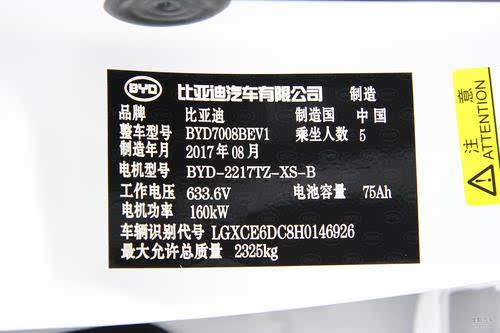 BYD 比亚迪汽车有限公司 制造
品牌 比亚迪 制造国 中国
整车型号 BYD7008BEV1 乘坐人数 5
制造年月 2017年08月
电机型号 BYD-2217TZ-XS-B
工作电压 633.6V 电池容量 75Ah
电机功率 160kW
车辆识别代号 LGXCE6DC8H0146926
最大允许总质量 2325kg
注意
ATTENTION